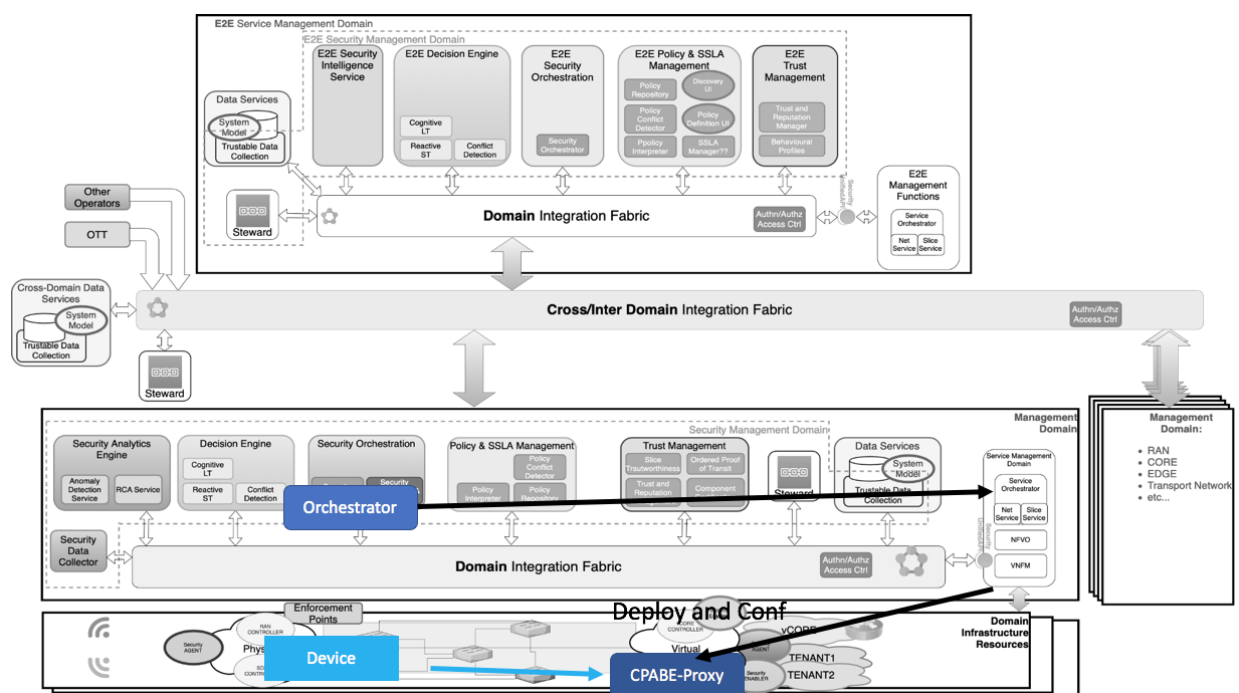 E2E Service Management Domain
E2E Security Management Domain
E2E Security
Intelligence
Service
E2E Decision Engine
Cognitive
LT
Reactive
ST
Conflict
Detection
E2E
Security
Orchestration
Security
Orchestrator
E2E Policy & SSLA
Management
Policy
Repository
Discovery
UI
Policy
Conflict
Detector
Policy
Definition UI
Ppolicy
Interpreter
SSLA
Manager??
E2E
Trust
Management
Trust and
Reputation
Manager
Behavioural
Profiles
Data Services
System
Model
Trustable Data
Collection
Steward
Domain Integration Fabric
Authn/Authz
Access Ctrl
Security
UnifiedAPI
E2E
Management
Functions
Service
Orchestrator
Net
Service
Slice
Service
Other
Operators
OTT
Cross-Domain Data
Services
System
Model
Trustable Data
Collection
Steward
Cross/Inter Domain Integration Fabric
Authn/Authz
Access Ctrl
Management
Domain
Security Management Domain
Security Analytics
Engine
Anomaly
Detection
Service
RCA Service
Decision Engine
Cognitive
LT
Reactive
ST
Conflict
Detection
Security Orchestration
Security
Orchestrator
Policy & SSLA Management
Policy
Conflict
Detector
Policy
Interpreter
Policy
Repository
Trust Management
Slice
Trautworthiness
Ordered Proof
of Transit
Trust and
Reputation
Component
Steward
Data Services
System
Model
Trustable Data
Collection
Service Management
Domain
Service
Orchestrator
Net
Service
Slice
Service
NFVO
VNFM
Security
UnifiedAPI
Security
Data
Collector
Domain Integration Fabric
Authn/Authz
Access Ctrl
Management
Domain:
• RAN
• CORE
• EDGE
• Transport Network
• etc...
Enforcement
Points
Deploy and Conf
RAN
CONTROLLER
Security
AGENT
Device
CONTROLLER
Virtual
CPABE-Proxy
vCORE
TENANT1
TENANT2
Security
Domain
Infrastructure
Resources